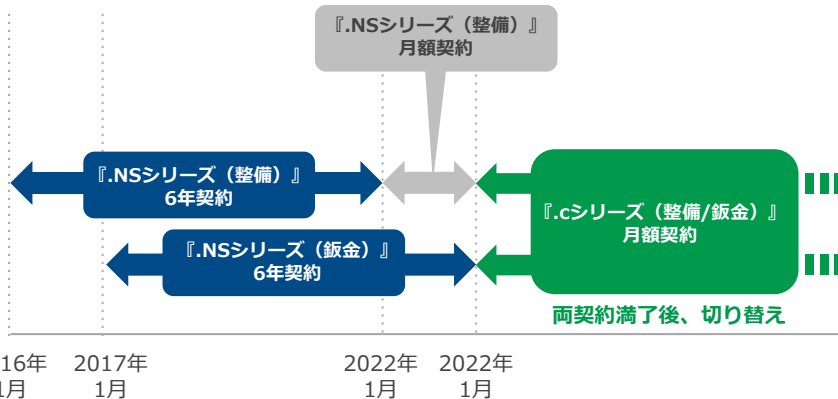 『.NSシリーズ（整備）』
月額契約
『.NSシリーズ（整備）』
6年契約
『.cシリーズ（整備/鈑金）』
月額契約
『.NSシリーズ（鈑金）』
6年契約
両契約満了後、切り替え
16年
1月
2017年
1月
2022年
1月
2022年
1月